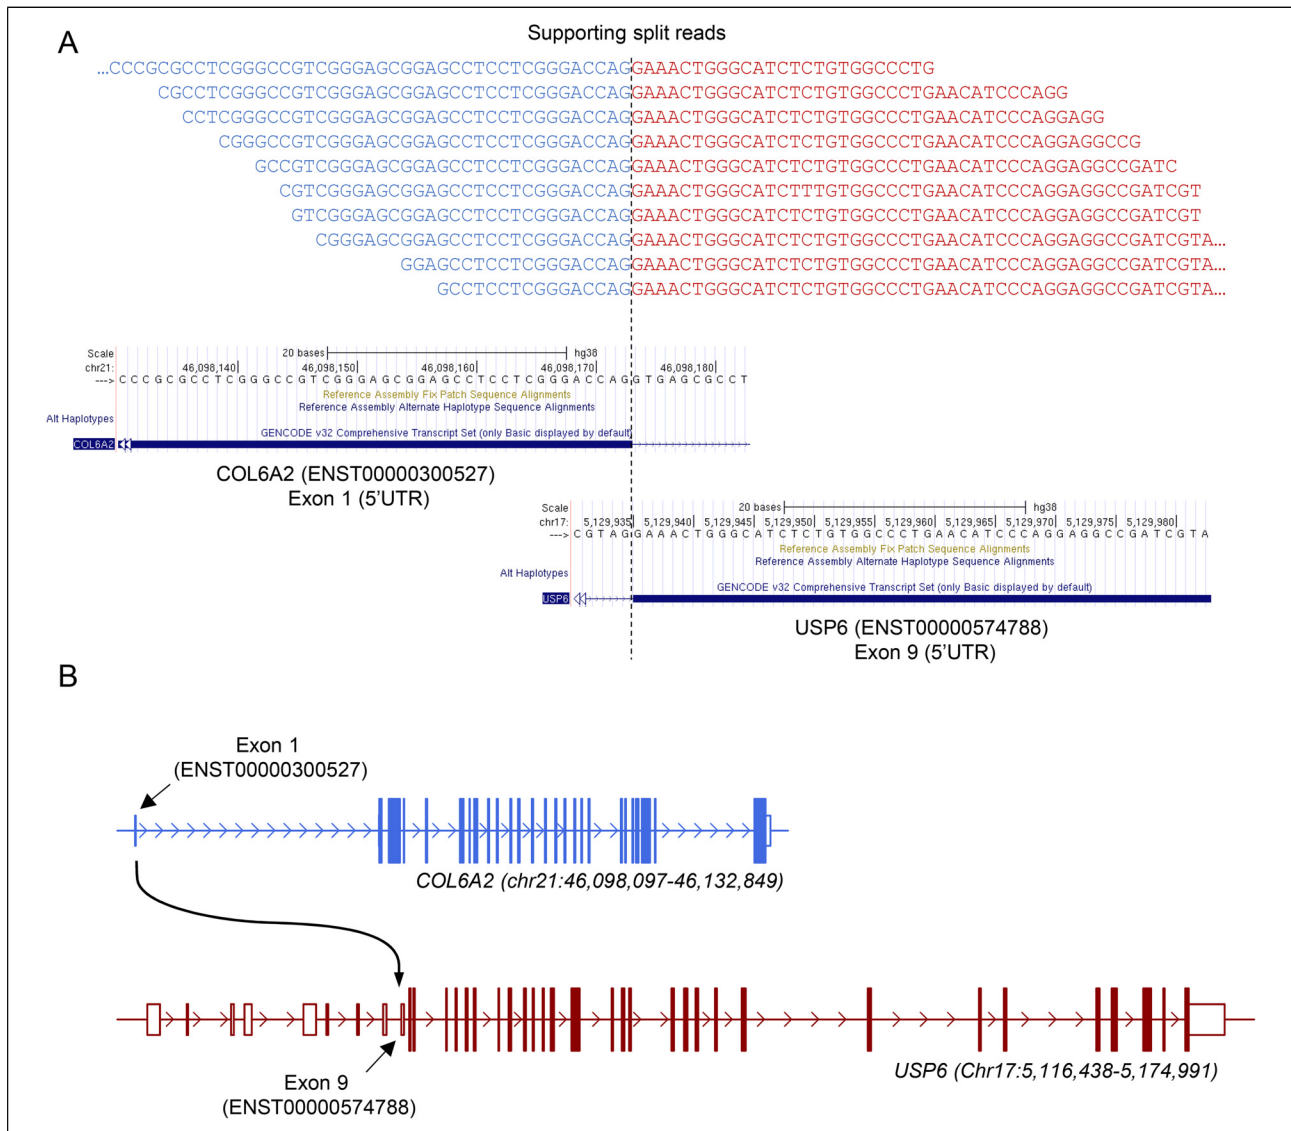 A
Supporting split reads
...CCCGCGCCTCGGGCCGTCGGGAGCGGAGCCTCCTCGGGACCAGGAAACTGGGCATCTCTGTGGCCCTG
CGCCTCGGGCCGTCGGGAGCGGAGCCTCCTCGGGACCAGGAAACTGGGCATCTCTGTGGCCCTGAACATCCCAGG
CCTCGGGCCGTCGGGAGCGGAGCCTCCTCGGGACCAGGAAACTGGGCATCTCTGTGGCCCTGAACATCCCAGGAGG
CGGGCCGTCGGGAGCGGAGCCTCCTCGGGACCAGGAAACTGGGCATCTCTGTGGCCCTGAACATCCCAGGAGGCCG
GCCGTCGGGAGCGGAGCCTCCTCGGGACCAGGAAACTGGGCATCTCTGTGGCCCTGAACATCCCAGGAGGCCGATC
CGTCGGGAGCGGAGCCTCCTCGGGACCAGGAAACTGGGCATCTTTGTGGCCCTGAACATCCCAGGAGGCCGATCGT
GTCGGGAGCGGAGCCTCCTCGGGACCAGGAAACTGGGCATCTCTGTGGCCCTGAACATCCCAGGAGGCCGATCGT
CGGGAGCGGAGCCTCCTCGGGACCAGGAAACTGGGCATCTCTGTGGCCCTGAACATCCCAGGAGGCCGATCGTA...
GGAGCCTCCTCGGGACCAGGAAACTGGGCATCTCTGTGGCCCTGAACATCCCAGGAGGCCGATCGTA...
GCCTCCTCGGGACCAGGAAACTGGGCATCTCTGTGGCCCTGAACATCCCAGGAGGCCGATCGTA...
Scale 20 bases hg38
chr21: 46,098,140 46,098,150 46,098,160 46,098,170 46,098,180
---> C C C G C G C C T C G G G C C G T C G G G A G C G G A G C C T C C T C G G G A C C A G G T G A G C G C C T
Reference Assembly Fix Patch Sequence Alignments
Reference Assembly Alternate Haplotype Sequence Alignments
Alt Haplotypes
GENCODE v32 Comprehensive Transcript Set (only Basic displayed by default)
COL6A2
COL6A2 (ENST00000300527)
Exon 1 (5'UTR)
Scale 20 bases hg38
chr17: 5,129,935 5,129,940 5,129,945 5,129,950 5,129,955 5,129,960 5,129,965 5,129,970 5,129,975 5,129,980
---> C G T A G G A A A C T G G G C A T C T C T G T G G C C C T G A A C A T C C C A G G A G G C C G A T C G T A
Reference Assembly Fix Patch Sequence Alignments
Reference Assembly Alternate Haplotype Sequence Alignments
Alt Haplotypes
GENCODE v32 Comprehensive Transcript Set (only Basic displayed by default)
USP6
USP6 (ENST00000574788)
Exon 9 (5'UTR)
B
Exon 1
(ENST00000300527)
COL6A2 (chr21:46,098,097-46,132,849)
Exon 9
(ENST00000574788)
USP6 (Chr17:5,116,438-5,174,991)